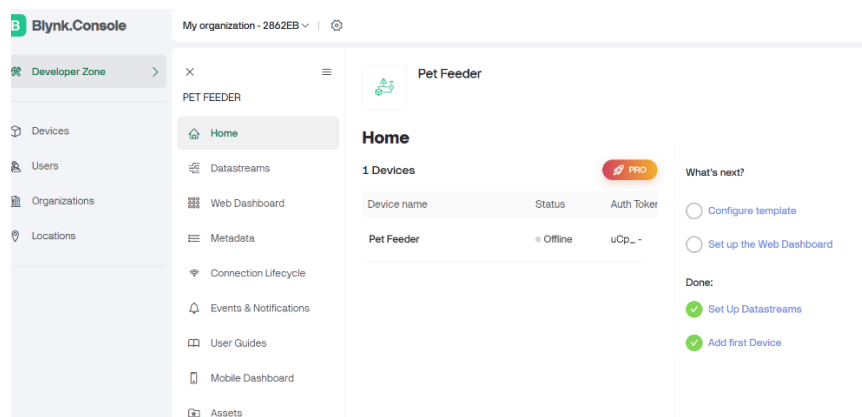 B Blynk.Console
My organization - 2862EB
Developer Zone
Devices
Users
Organizations
Locations
PET FEEDER
Home
Datastreams
Web Dashboard
Metadata
Connection Lifecycle
Events & Notifications
User Guides
Mobile Dashboard
Assets
Pet Feeder
Home
1 Devices
PRO
Device name Status Auth Token
Pet Feeder Offline uCp_ -
What's next?
Configure template
Set up the Web Dashboard
Done:
Set Up Datastreams
Add first Device